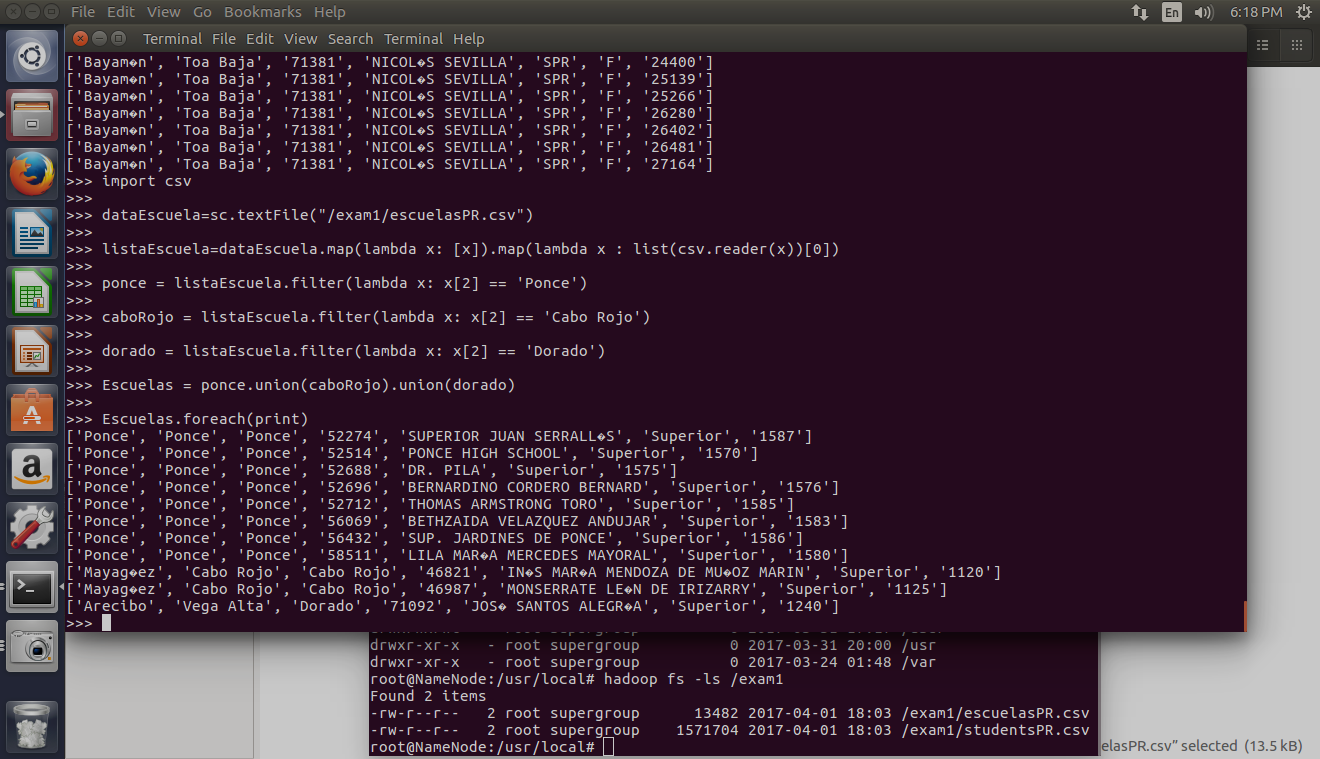 File Edit View Go Bookmarks Help
En
6:18 PM
Terminal File Edit View Search Terminal Help
['Bayam�n', 'Toa Baja', '71381', 'NICOL�S SEVILLA', 'SPR', 'F', '24400']
['Bayam�n', 'Toa Baja', '71381', 'NICOL�S SEVILLA', 'SPR', 'F', '25139']
['Bayam�n', 'Toa Baja', '71381', 'NICOL�S SEVILLA', 'SPR', 'F', '25266']
['Bayam�n', 'Toa Baja', '71381', 'NICOL�S SEVILLA', 'SPR', 'F', '26280']
['Bayam�n', 'Toa Baja', '71381', 'NICOL�S SEVILLA', 'SPR', 'F', '26402']
['Bayam�n', 'Toa Baja', '71381', 'NICOL�S SEVILLA', 'SPR', 'F', '26481']
['Bayam�n', 'Toa Baja', '71381', 'NICOL�S SEVILLA', 'SPR', 'F', '27164']
>>> import csv
>>>
>>> dataEscuela=sc.textFile("/exam1/escuelasPR.csv")
>>>
>>> listaEscuela=dataEscuela.map(lambda x: [x]).map(lambda x : list(csv.reader(x))[0])
>>>
>>> ponce = listaEscuela.filter(lambda x: x[2] == 'Ponce')
>>>
>>> caboRojo = listaEscuela.filter(lambda x: x[2] == 'Cabo Rojo')
>>>
>>> dorado = listaEscuela.filter(lambda x: x[2] == 'Dorado')
>>>
>>> Escuelas = ponce.union(caboRojo).union(dorado)
>>>
>>> Escuelas.foreach(print)
['Ponce', 'Ponce', 'Ponce', '52274', 'SUPERIOR JUAN SERRALL�S', 'Superior', '1587']
['Ponce', 'Ponce', 'Ponce', '52514', 'PONCE HIGH SCHOOL', 'Superior', '1570']
['Ponce', 'Ponce', 'Ponce', '52688', 'DR. PILA', 'Superior', '1575']
['Ponce', 'Ponce', 'Ponce', '52696', 'BERNARDINO CORDERO BERNARD', 'Superior', '1576']
['Ponce', 'Ponce', 'Ponce', '52712', 'THOMAS ARMSTRONG TORO', 'Superior', '1585']
['Ponce', 'Ponce', 'Ponce', '56069', 'BETHZAIDA VELAZQUEZ ANDUJAR', 'Superior', '1583']
['Ponce', 'Ponce', 'Ponce', '56432', 'SUP. JARDINES DE PONCE', 'Superior', '1586']
['Ponce', 'Ponce', 'Ponce', '58511', 'LILA MAR�A MERCEDES MAYORAL', 'Superior', '1580']
['Mayag�ez', 'Cabo Rojo', 'Cabo Rojo', '46821', 'IN�S MAR�A MENDOZA DE MU�OZ MARIN', 'Superior', '1120']
['Mayag�ez', 'Cabo Rojo', 'Cabo Rojo', '46987', 'MONSERRATE LE�N DE IRIZARRY', 'Superior', '1125']
['Arecibo', 'Vega Alta', 'Dorado', '71092', 'JOS� SANTOS ALEGR�A', 'Superior', '1240']
>>>
drwxr-xr-x - root supergroup 0 2017-03-31 20:00 /usr
drwxr-xr-x - root supergroup 0 2017-03-24 01:48 /var
root@NameNode:/usr/local# hadoop fs -ls /exam1
Found 2 items
-rw-r--r-- 2 root supergroup 13482 2017-04-01 18:03 /exam1/escuelasPR.csv
-rw-r--r-- 2 root supergroup 1571704 2017-04-01 18:03 /exam1/studentsPR.csv
root@NameNode:/usr/local#
elasPR.csv" selected (13.5 kB)